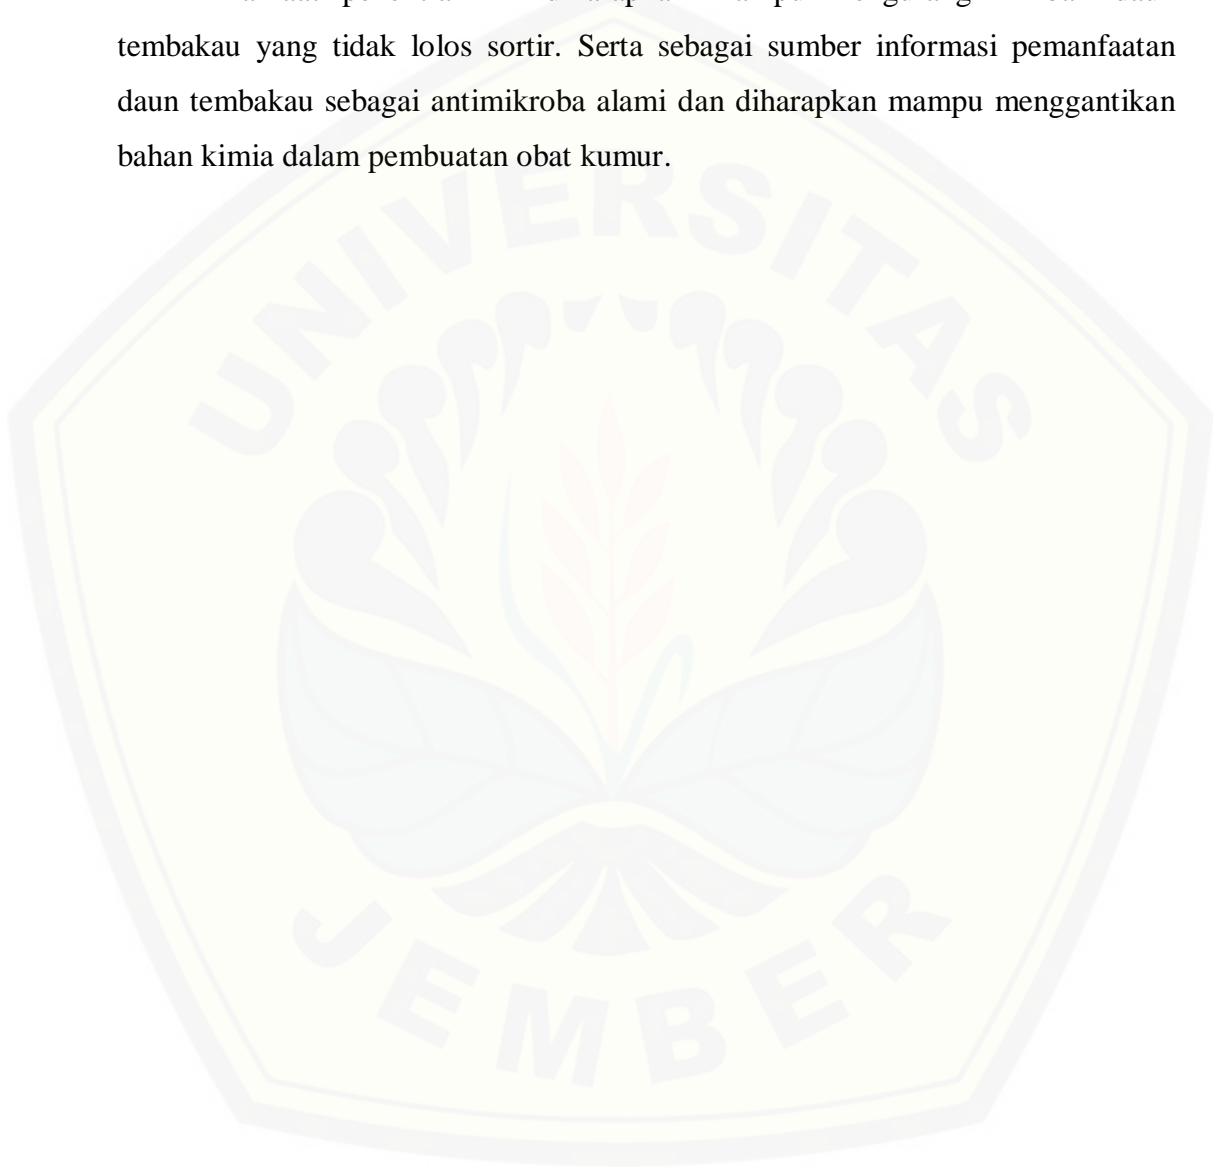 tembakau yang tidak lolos sortir. Serta sebagai sumber informasi pemanfaatan
daun tembakau sebagai antimikroba alami dan diharapkan mampu menggantikan
bahan kimia dalam pembuatan obat kumur.
UNIVERSITAS
JEMBER